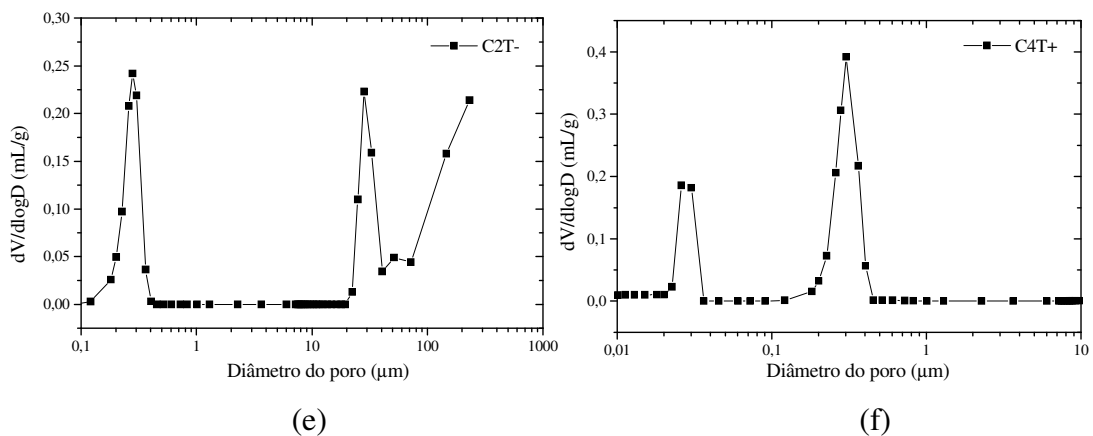 C2T-
dV/dlogD (mL/g)
0,30
0,25
0,20
0,15
0,10
0,05
0,00
0,1 1 10 100 1000
Diâmetro do poro (µm)
(e)
C4T+
dV/dlogD (mL/g)
0,4
0,3
0,2
0,1
0,0
0,01 0,1 1 10
Diâmetro do poro (µm)
(f)